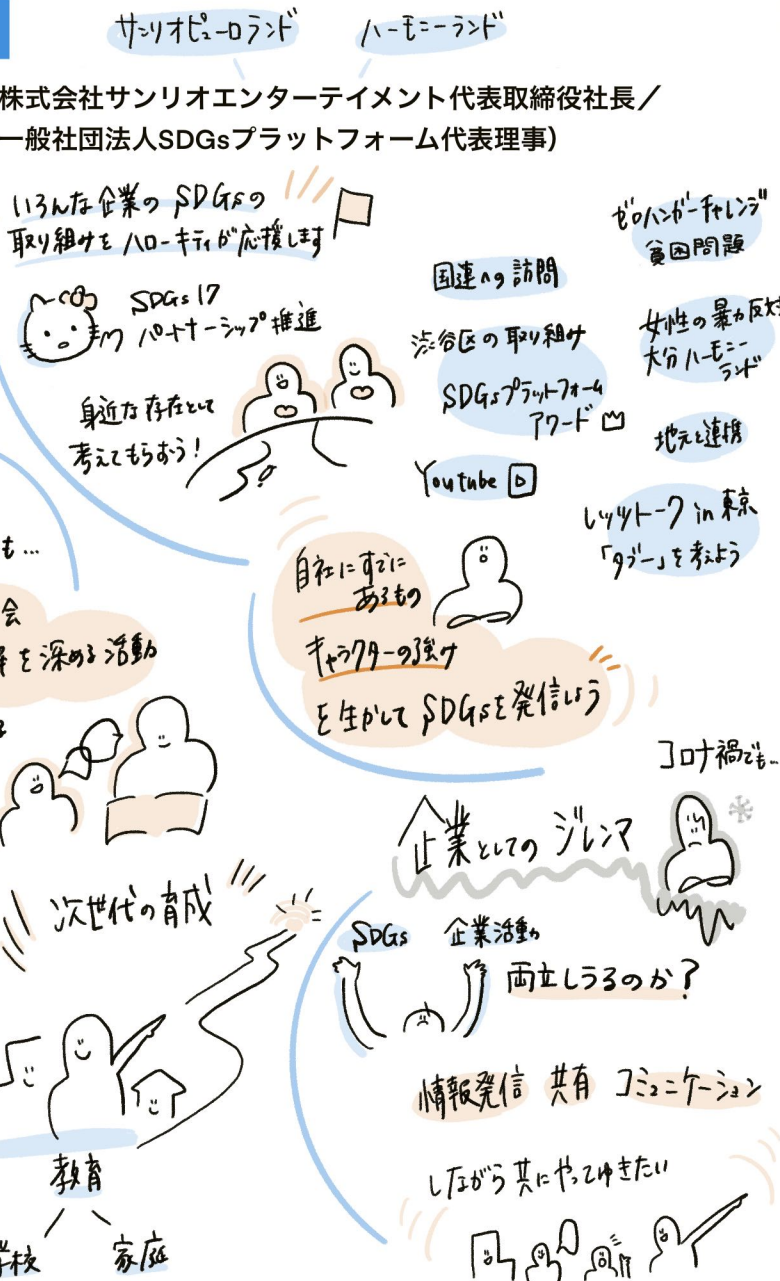 サンリオピューロランド
ハーモニーランド
株式会社サンリオエンターテイメント代表取締役社長／
一般社団法人SDGsプラットフォーム代表理事）
いろんな企業の SDGsの
取り組みを ハローキティが応援します
SDGs 17
パートナーシップ推進
身近な存在として
考えてもらおう！
国連への訪問
渋谷区の取り組み
SDGsプラットフォーム
アワード
Youtube
ゼロハンガーチャレンジ
貧困問題
女性の暴力反対
大分ハーモニー
ランド
地元と連携
レッツトーク in 東京
「タブー」を考えよう
自社にすでに
あるもの
キャラクターの強み
を生かして SDGsを発信しよう
も…
会
を深める活動
次世代の育成
教育
学校
家庭
コロナ禍でも…
企業としてのジレンマ
SDGs
企業活動
両立しうるのか？
情報発信 共有 コミュニケーション
しながら共にやってゆきたい